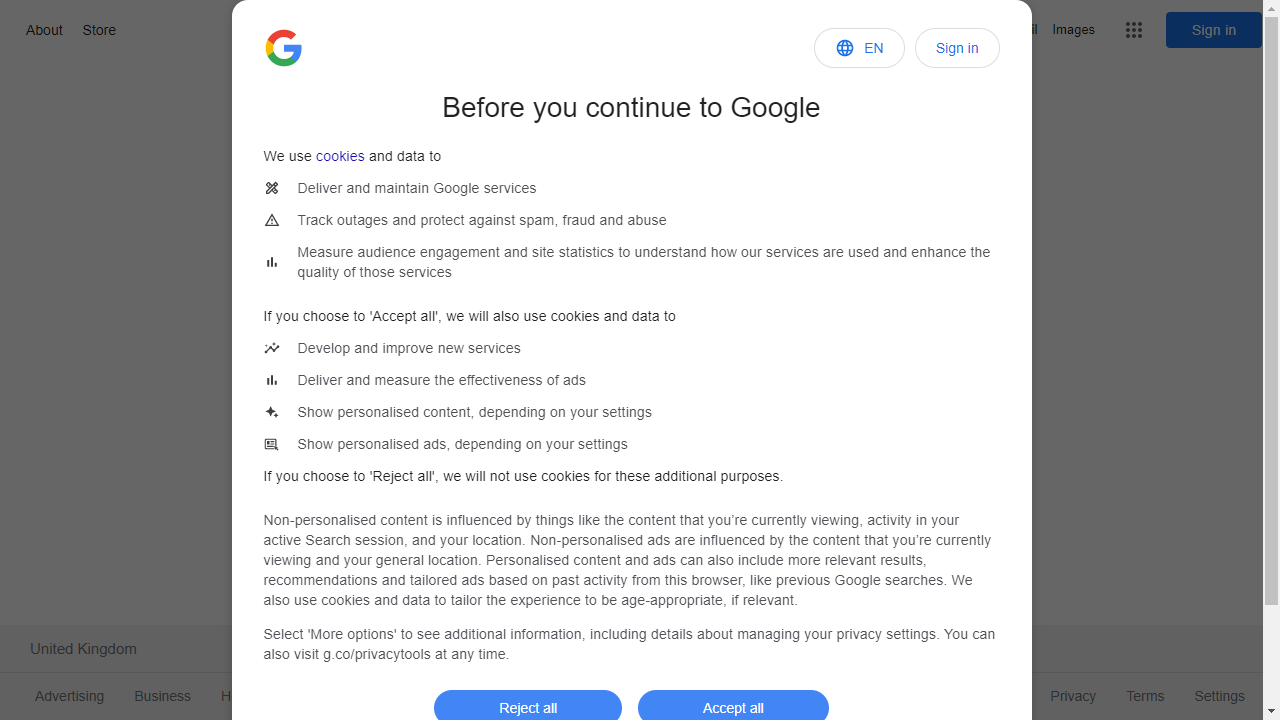 About Store
Images
Sign in
EN
Sign in
Before you continue to Google
We use cookies and data to
Deliver and maintain Google services
Track outages and protect against spam, fraud and abuse
Measure audience engagement and site statistics to understand how our services are used and enhance the
quality of those services
If you choose to 'Accept all', we will also use cookies and data to
Develop and improve new services
Deliver and measure the effectiveness of ads
Show personalised content, depending on your settings
Show personalised ads, depending on your settings
If you choose to 'Reject all', we will not use cookies for these additional purposes.
Non-personalised content is influenced by things like the content that you’re currently viewing, activity in your
active Search session, and your location. Non-personalised ads are influenced by the content that you’re currently
viewing and your general location. Personalised content and ads can also include more relevant results,
recommendations and tailored ads based on past activity from this browser, like previous Google searches. We
also use cookies and data to tailor the experience to be age-appropriate, if relevant.
Select 'More options' to see additional information, including details about managing your privacy settings. You can
also visit g.co/privacytools at any time.
United Kingdom
Advertising Business
Reject all Accept all
Privacy Terms Settings